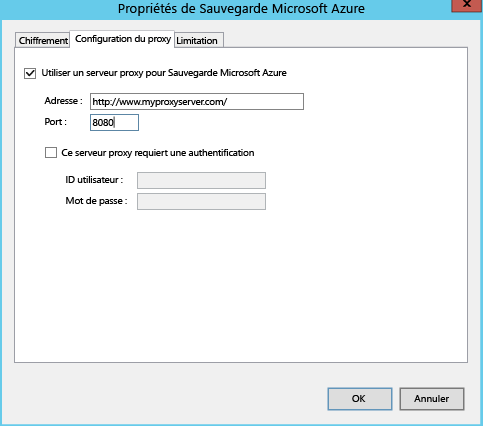 Propriétés de Sauvegarde Microsoft Azure
Chiffrement Configuration du proxy Limitation
Utiliser un serveur proxy pour Sauvegarde Microsoft Azure
Adresse : http://www.myproxyserver.com/
Port : 8080
Ce serveur proxy requiert une authentification
ID utilisateur :
Mot de passe :
OK Annuler